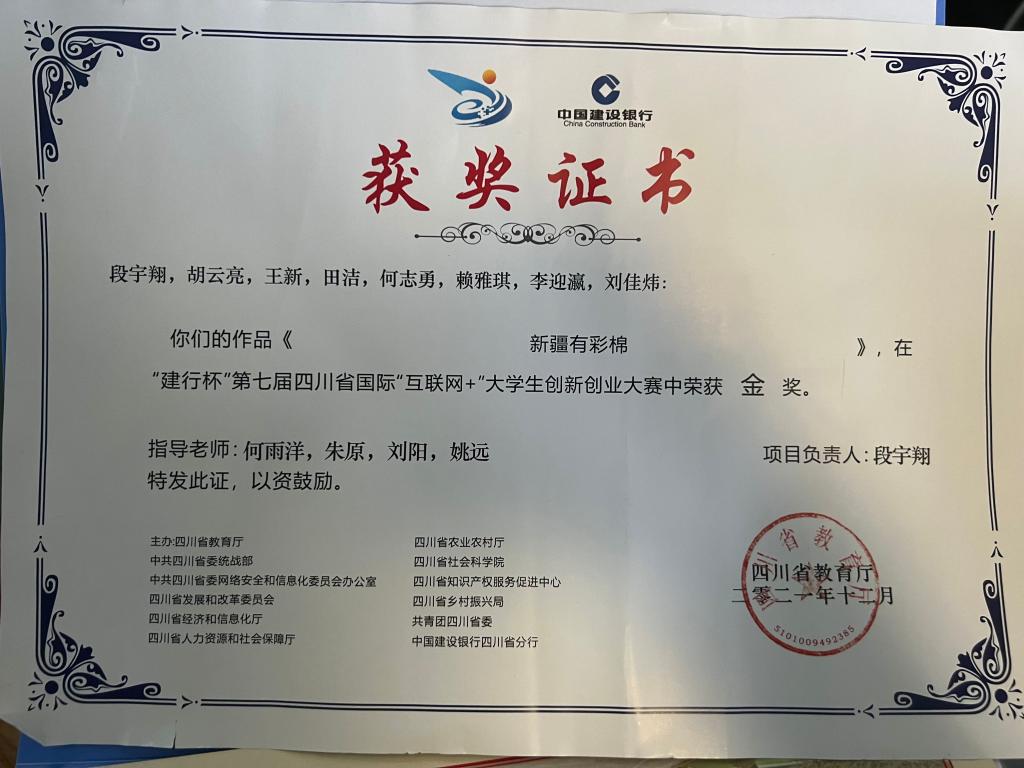 中国建设银行
China Construction Bank
获奖证书
段宇翔，胡云亮，王新，田洁，何志勇，赖雅琪，李迎瀛，刘佳炜：
你们的作品《 新疆有彩棉 》，在
“建行杯”第七届四川省国际“互联网+”大学生创新创业大赛中荣获 金 奖。
指导老师：何雨洋，朱原，刘阳，姚远 项目负责人：段宇翔
特发此证，以资鼓励。
主办:四川省教育厅
中共四川省委统战部
中共四川省委网络安全和信息化委员会办公室
四川省发展和改革委员会
四川省经济和信息化厅
四川省人力资源和社会保障厅
四川省农业农村厅
四川省社会科学院
四川省知识产权服务促进中心
四川省乡村振兴局
共青团四川省委
中国建设银行四川省分行
四川省教育厅
四川省教育厅
二零二一年十二月
5101009492385